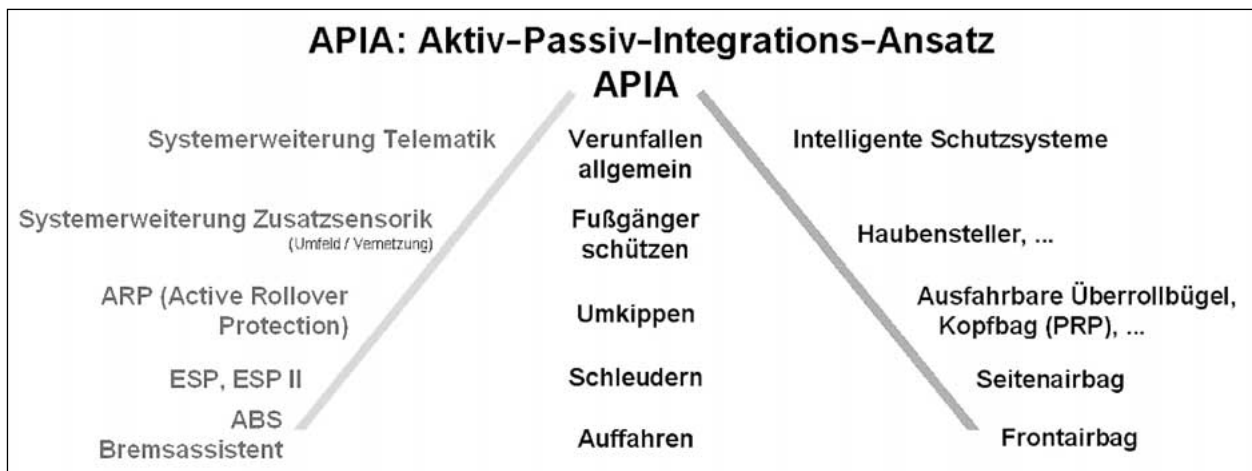 APIA: Aktiv-Passiv-Integrations-Ansatz
APIA
Systemerweiterung Telematik
Verunfallen
allgemein
Intelligente Schutzsysteme
Systemerweiterung Zusatzsensorik
(Umfeld / Vernetzung)
Fußgänger
schützen
Haubensteller, ...
ARP (Active Rollover
Protection)
Umkippen
Ausfahrbare Überrollbügel,
Kopfbag (PRP), ...
ESP, ESP II
Schleudern
Seitenairbag
ABS
Bremsassistent
Auffahren
Frontairbag